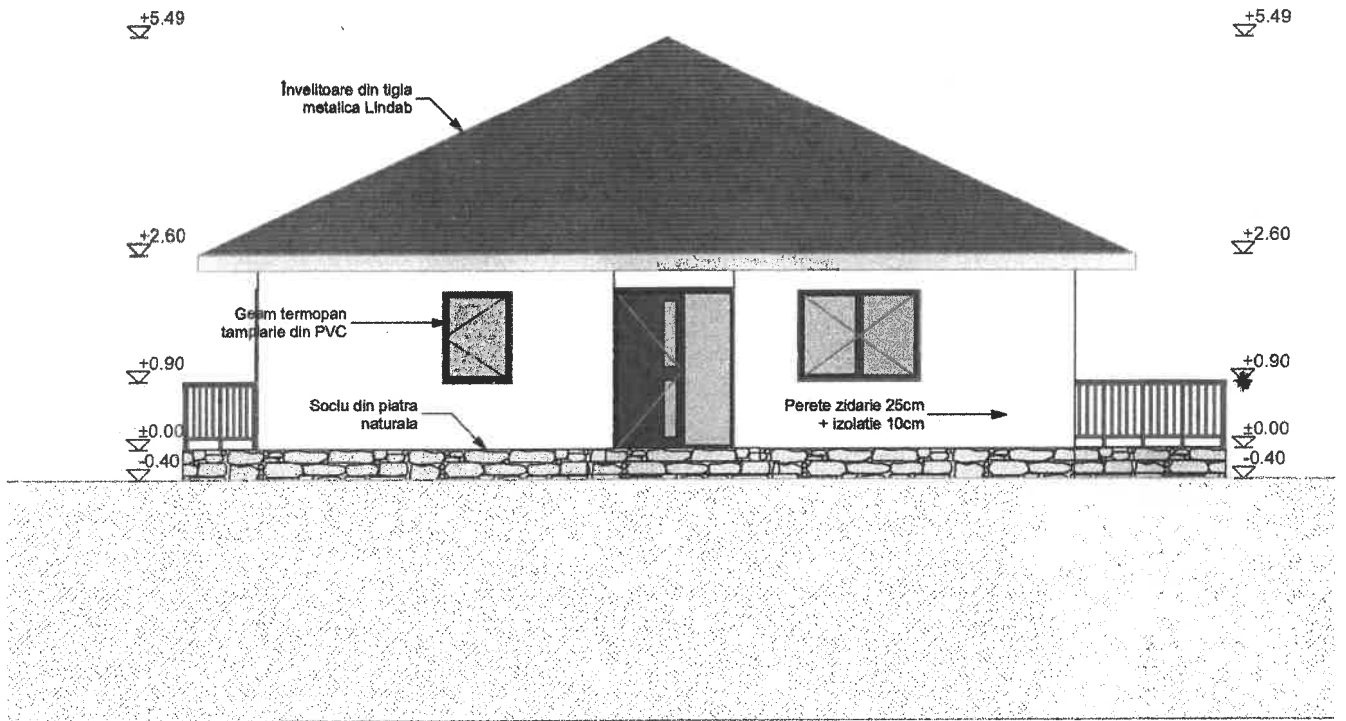 +5.49
+5.49
Învelitoare din tigla
metalica Lindab
+2.60
+2.60
Geam termopan
tamplarie din PVC
+0.90
+0.90
Soclu din piatra
naturala
Perete zidarie 25cm
+ izolatie 10cm
±0.00
±0.00
-0.40
-0.40